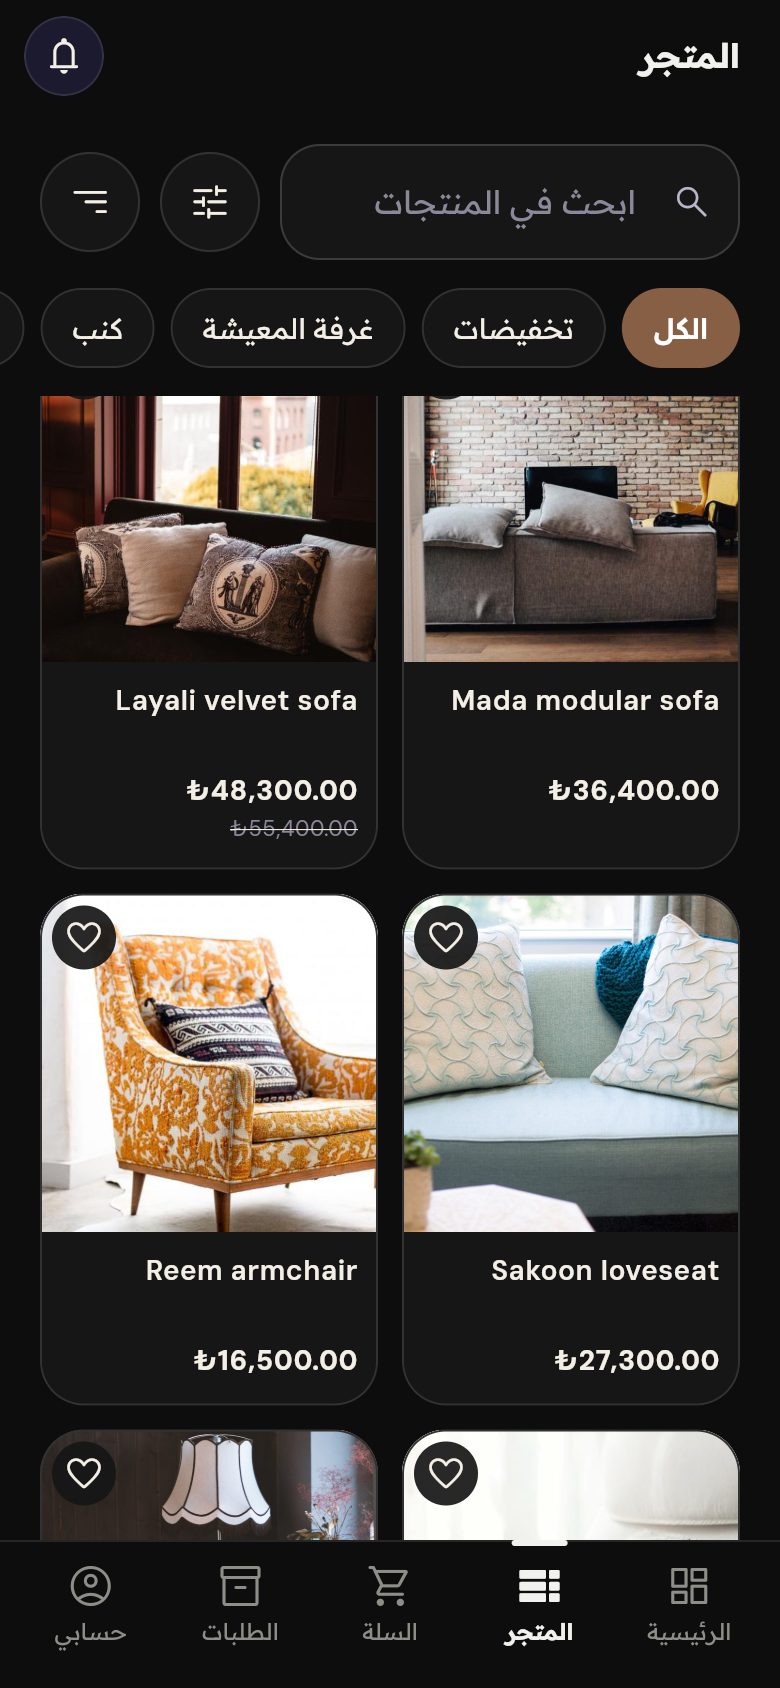 المتجر
ابحث في المنتجات
الكل
تخفيضات
غرفة المعيشة
كنب
Mada modular sofa
₺36,400.00
Layali velvet sofa
₺48,300.00
₺55,400.00
Sakoon loveseat
₺27,300.00
Reem armchair
₺16,500.00
الرئيسية
المتجر
السلة
الطلبات
حسابي